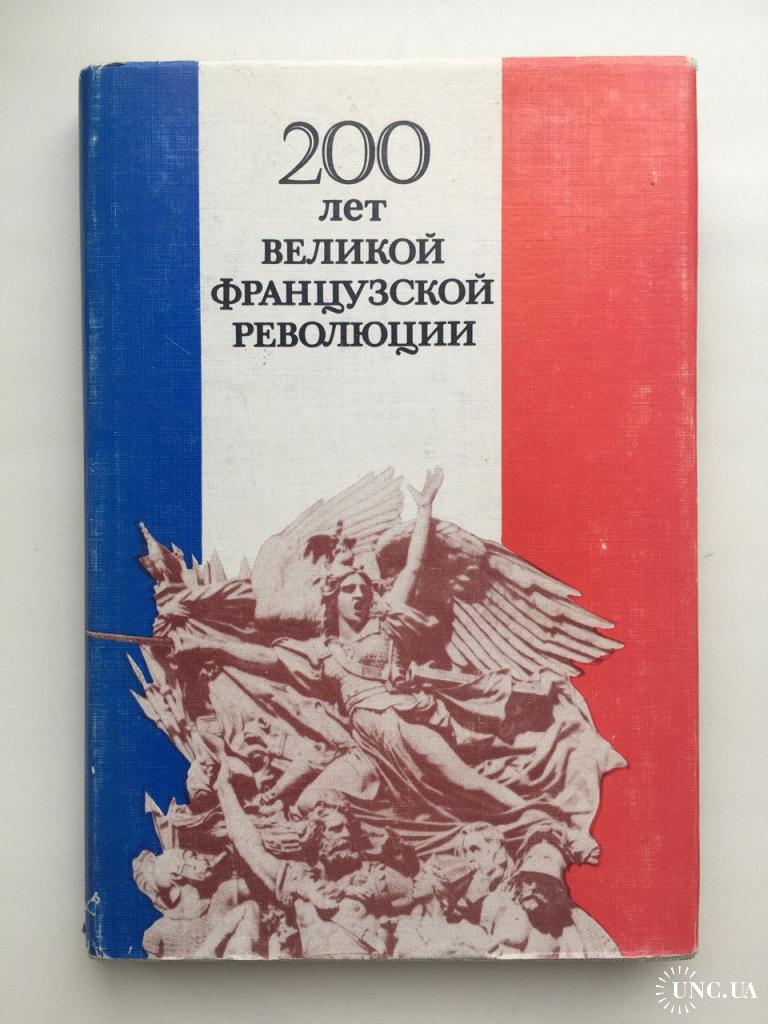 200
лет
ВЕЛИКОЙ
ФРАНЦУЗСКОЙ
РЕВОЛЮЦИИ
UNC.UA